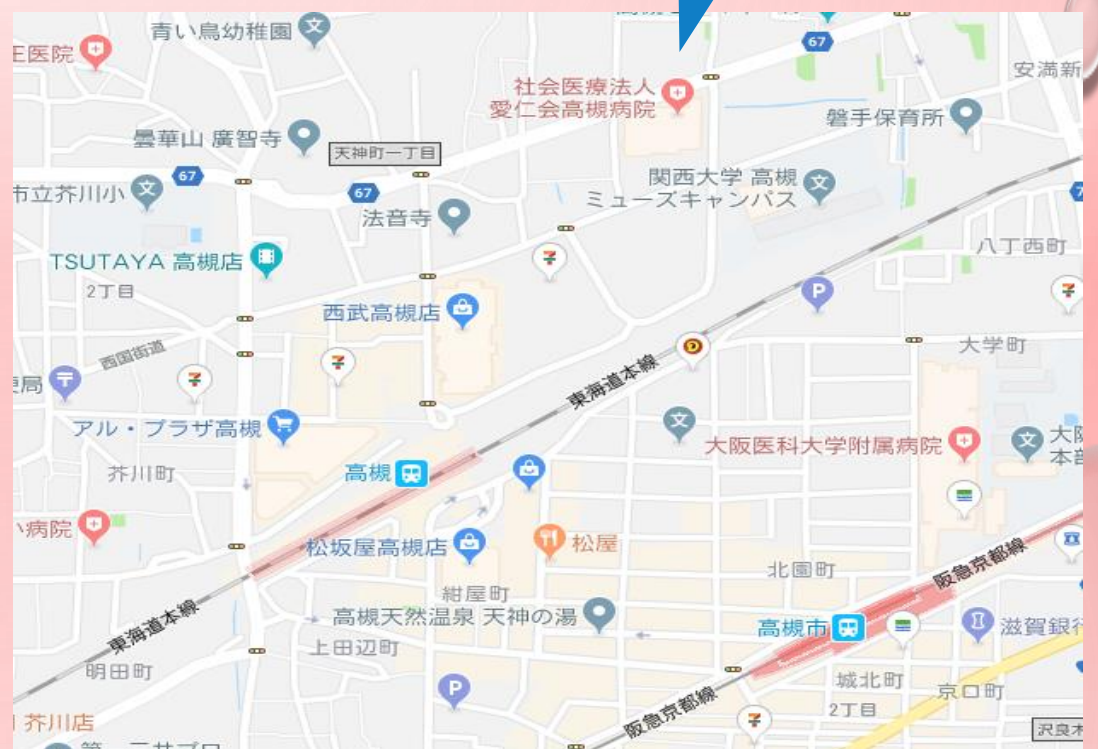 青い鳥幼稚園
67
王医院
安満新
社会医療法人
愛仁会高槻病院
磐手保育所
曇華山 廣智寺
天神町一丁目
67
67
関西大学 高槻
ミューズキャンパス
市立芥川小
法音寺
八丁西町
TSUTAYA 高槻店
2丁目
西武高槻店
P
西国街道
大学町
東海道本線
アル・プラザ高槻
大阪医科大学附属病院
芥川町
高槻
松坂屋高槻店
松屋
北園町
阪急京都線
紺屋町
高槻天然温泉 天神の湯
高槻市
滋賀銀行
東海道本線
上田辺町
明田町
城北町
2丁目
京口町
P
阪急京都線
芥川店
沢良木